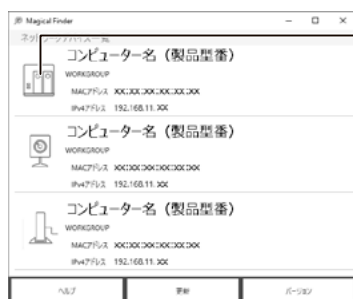 Magical Finder
ネットワークデバイス一覧
コンピューター名（製品型番）
WORKGROUP
MACアドレス XX:XX:XX:XX:XX:XX
IPv4アドレス 192.168.11.XX
コンピューター名（製品型番）
WORKGROUP
MACアドレス XX:XX:XX:XX:XX:XX
IPv4アドレス 192.168.11.XX
コンピューター名（製品型番）
WORKGROUP
MACアドレス XX:XX:XX:XX:XX:XX
IPv4アドレス 192.168.11.XX
ヘルプ 更新 バージョン